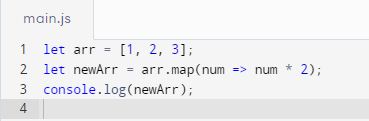 main.js
1 let arr = [1, 2, 3];
2 let newArr = arr.map(num => num * 2);
3 console.log(newArr);
4